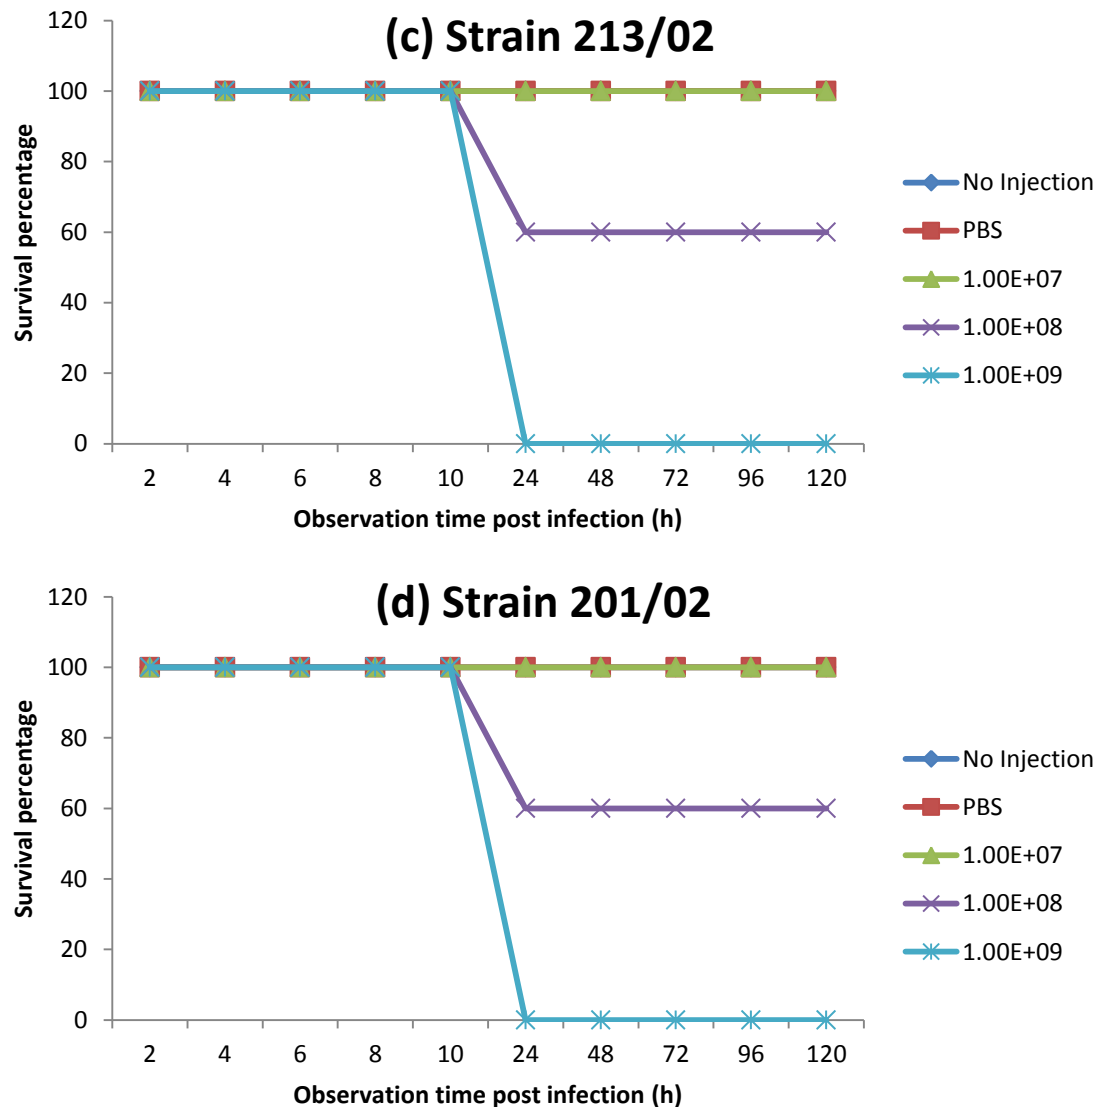 (c) Strain 213/02
120
100
80
60
40
20
0
Survival percentage
2 4 6 8 10 24 48 72 96 120
Observation time post infection (h)
No Injection
PBS
1.00E+07
1.00E+08
1.00E+09
(d) Strain 201/02
120
100
80
60
40
20
0
Survival percentage
2 4 6 8 10 24 48 72 96 120
Observation time post infection (h)
No Injection
PBS
1.00E+07
1.00E+08
1.00E+09